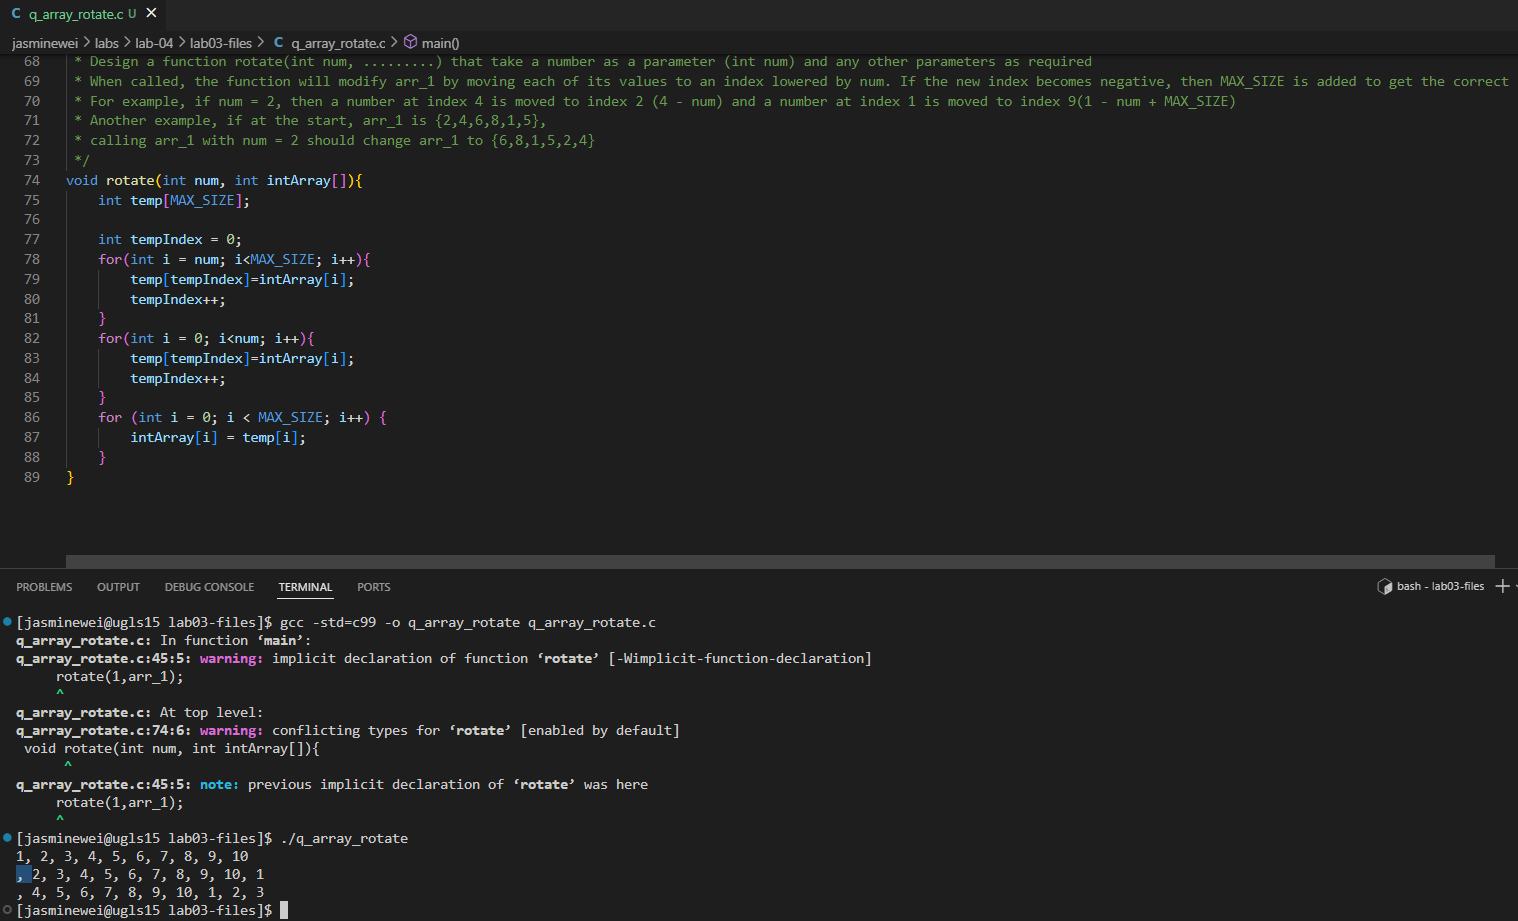 q_array_rotate.c U
jasminewei > labs > lab-04 > lab03-files > C q_array_rotate.c > main()
68 * Design a function rotate(int num, .........) that take a number as a parameter (int num) and any other parameters as required
69 * When called, the function will modify arr_1 by moving each of its values to an index lowered by num. If the new index becomes negative, then MAX_SIZE is added to get the correct
70 * For example, if num = 2, then a number at index 4 is moved to index 2 (4 - num) and a number at index 1 is moved to index 9(1 - num + MAX_SIZE)
71 * Another example, if at the start, arr_1 is {2,4,6,8,1,5},
72 * calling arr_1 with num = 2 should change arr_1 to {6,8,1,5,2,4}
73 */
74 void rotate(int num, int intArray[]){
75 int temp[MAX_SIZE];
76
77 int tempIndex = 0;
78 for(int i = num; i<MAX_SIZE; i++){
79 temp[tempIndex]=intArray[i];
80 tempIndex++;
81 }
82 for(int i = 0; i<num; i++){
83 temp[tempIndex]=intArray[i];
84 tempIndex++;
85 }
86 for (int i = 0; i < MAX_SIZE; i++) {
87 intArray[i] = temp[i];
88 }
89 }
PROBLEMS OUTPUT DEBUG CONSOLE TERMINAL PORTS bash - lab03-files
[jasminewei@ugls15 lab03-files]$ gcc -std=c99 -o q_array_rotate q_array_rotate.c
q_array_rotate.c: In function ‘main’:
q_array_rotate.c:45:5: warning: implicit declaration of function ‘rotate’ [-Wimplicit-function-declaration]
rotate(1,arr_1);
^
q_array_rotate.c: At top level:
q_array_rotate.c:74:6: warning: conflicting types for ‘rotate’ [enabled by default]
void rotate(int num, int intArray[]){
^
q_array_rotate.c:45:5: note: previous implicit declaration of ‘rotate’ was here
rotate(1,arr_1);
^
[jasminewei@ugls15 lab03-files]$ ./q_array_rotate
1, 2, 3, 4, 5, 6, 7, 8, 9, 10
, 2, 3, 4, 5, 6, 7, 8, 9, 10, 1
, 4, 5, 6, 7, 8, 9, 10, 1, 2, 3
[jasminewei@ugls15 lab03-files]$